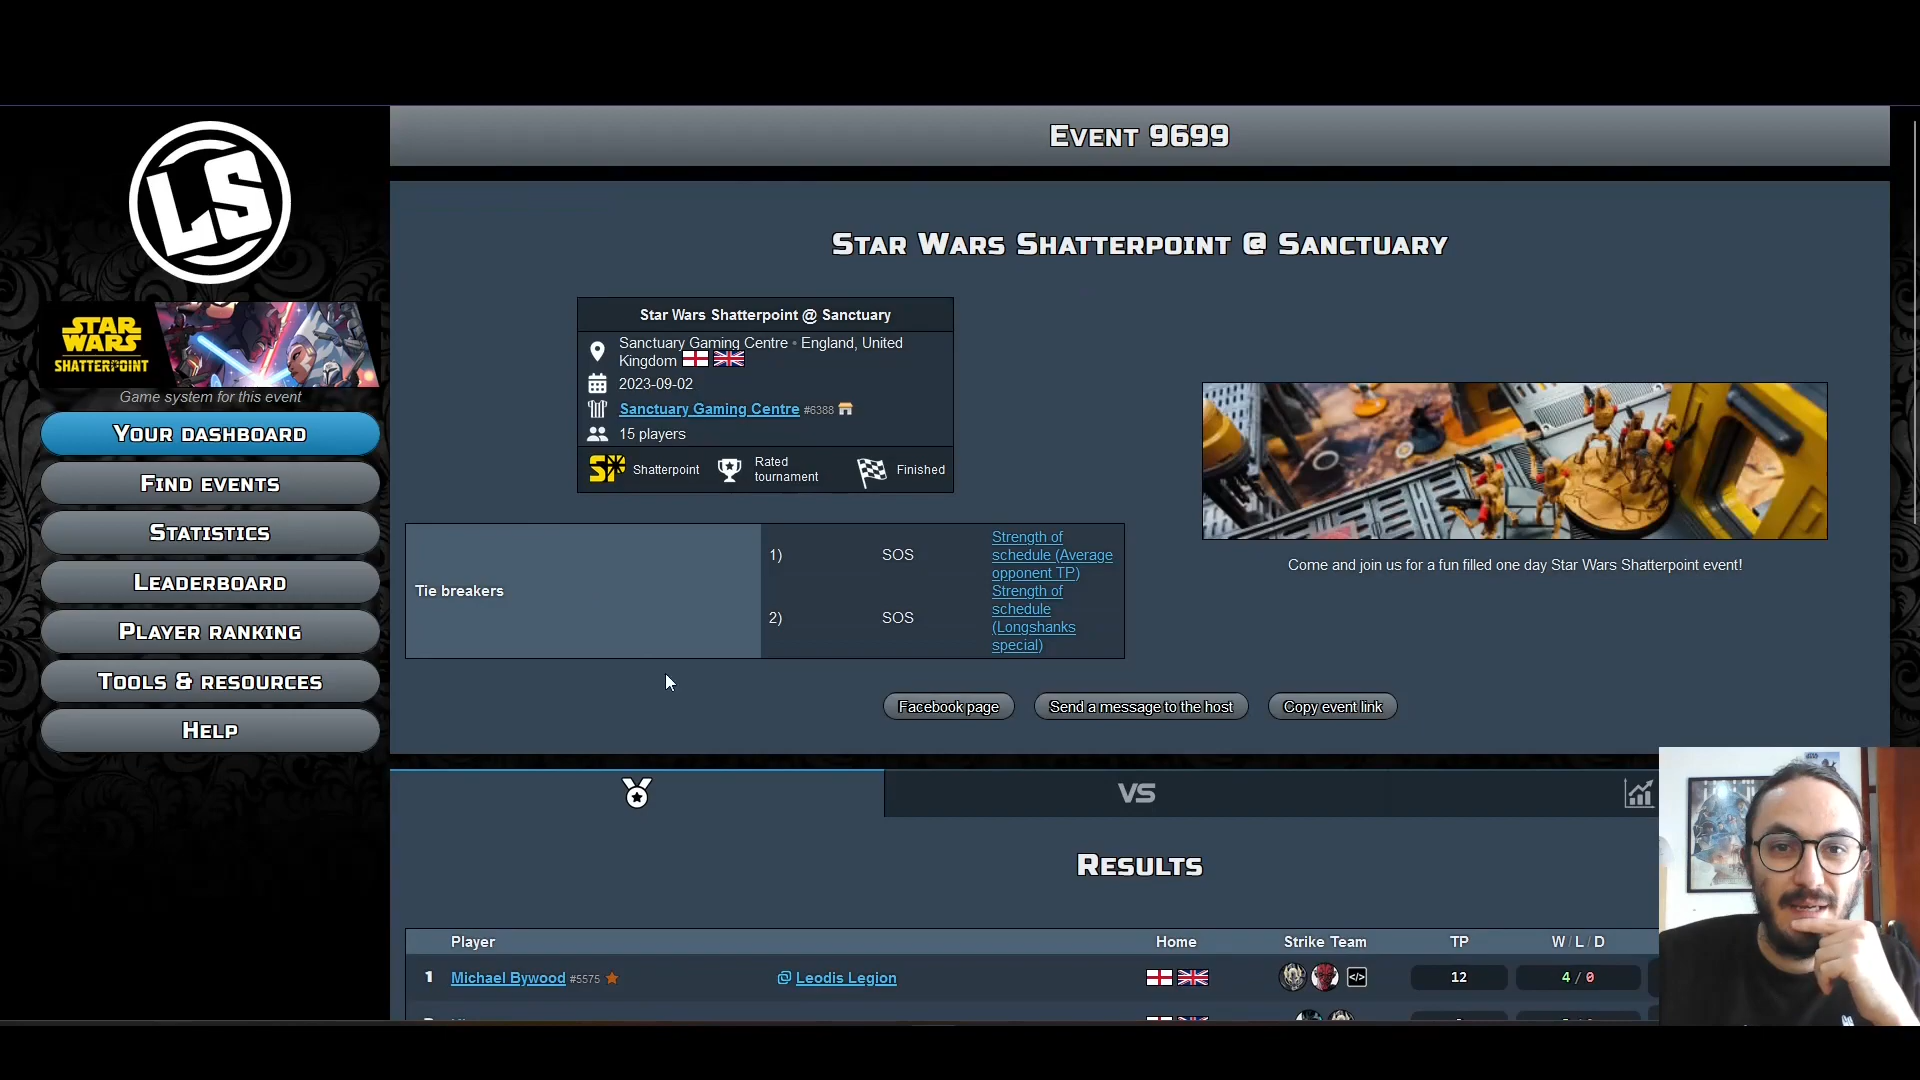 EVENT 9699
LS
STAR WARS SHATTERPOINT @ SANCTUARY
STAR
WARS
SHATTERPOINT
Game system for this event
YOUR DASHBOARD
FIND EVENTS
STATISTICS
LEADERBOARD
PLAYER RANKING
TOOLS & RESOURCES
HELP
Star Wars Shatterpoint @ Sanctuary
Sanctuary Gaming Centre • England, United
Kingdom
2023-09-02
Sanctuary Gaming Centre #6388
15 players
SP Shatterpoint
Rated
tournament
Finished
Come and join us for a fun filled one day Star Wars Shatterpoint event!
Tie breakers
1) SOS Strength of
schedule (Average
opponent TP)
2) SOS Strength of
schedule
(Longshanks
special)
Facebook page Send a message to the host Copy event link
VS
RESULTS
Player Home Strike Team TP W / L / D
1 Michael Bywood #5575 Leodis Legion </> 12 4 / 0